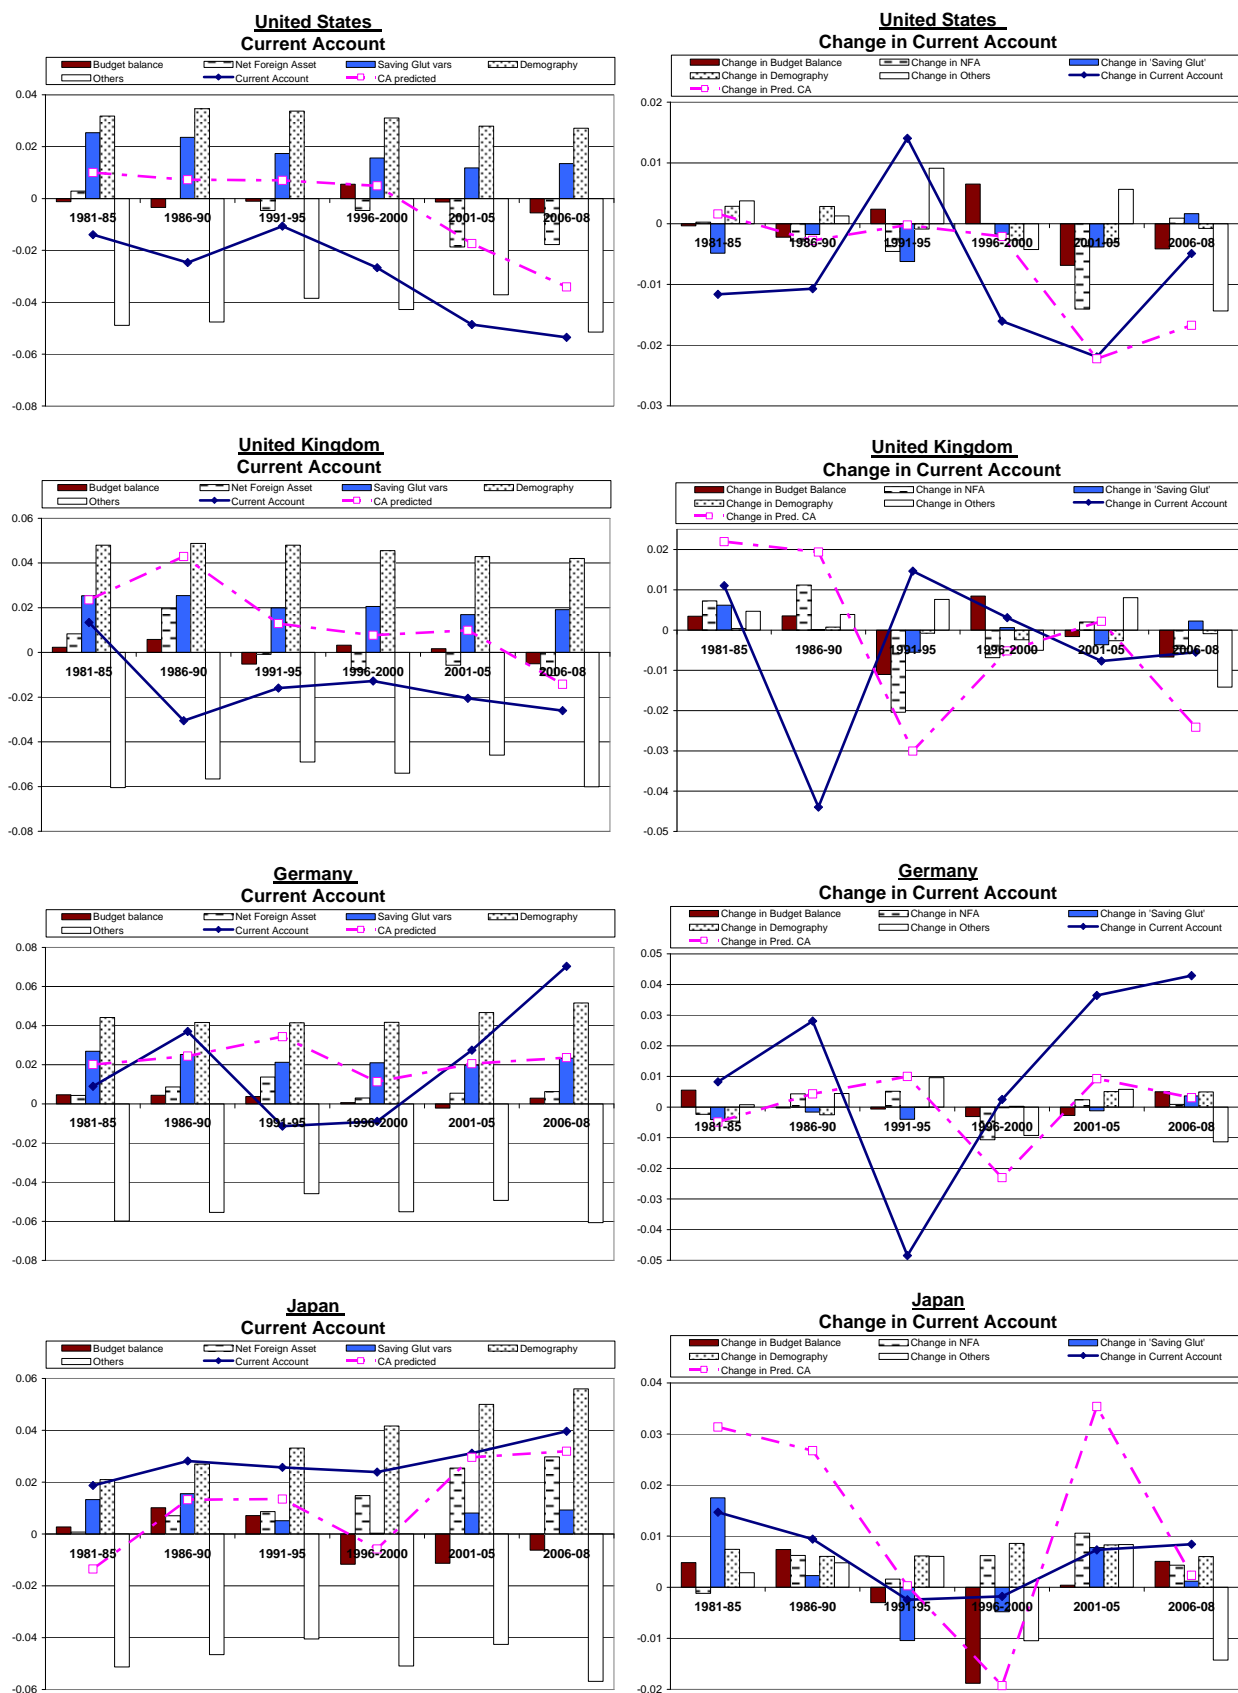 United States
Current Account
Budget balance Net Foreign Asset Saving Glut vars Demography
Others Current Account CA predicted
0.04
0.02
0
-0.02
-0.04
-0.06
-0.08
1981-85 1986-90 1991-95 1996-2000 2001-05 2006-08
United States
Change in Current Account
Change in Budget Balance Change in NFA Change in 'Saving Glut'
Change in Demography Change in Others Change in Current Account
Change in Pred. CA
0.02
0.01
0
-0.01
-0.02
-0.03
1981-85 1986-90 1991-95 1996-2000 2001-05 2006-08
United Kingdom
Current Account
Budget balance Net Foreign Asset Saving Glut vars Demography
Others Current Account CA predicted
0.06
0.04
0.02
0
-0.02
-0.04
-0.06
-0.08
1981-85 1986-90 1991-95 1996-2000 2001-05 2006-08
United Kingdom
Change in Current Account
Change in Budget Balance Change in NFA Change in 'Saving Glut'
Change in Demography Change in Others Change in Current Account
Change in Pred. CA
0.02
0.01
0
-0.01
-0.02
-0.03
-0.04
-0.05
1981-85 1986-90 1991-95 1996-2000 2001-05 2006-08
Germany
Current Account
Budget balance Net Foreign Asset Saving Glut vars Demography
Others Current Account CA predicted
0.08
0.06
0.04
0.02
0
-0.02
-0.04
-0.06
-0.08
1981-85 1986-90 1991-95 1996-2000 2001-05 2006-08
Germany
Change in Current Account
Change in Budget Balance Change in NFA Change in 'Saving Glut'
Change in Demography Change in Others Change in Current Account
Change in Pred. CA
0.05
0.04
0.03
0.02
0.01
0
-0.01
-0.02
-0.03
-0.04
-0.05
1981-85 1986-90 1991-95 1996-2000 2001-05 2006-08
Japan
Current Account
Budget balance Net Foreign Asset Saving Glut vars Demography
Others Current Account CA predicted
0.06
0.04
0.02
0
-0.02
-0.04
-0.06
1981-85 1986-90 1991-95 1996-2000 2001-05 2006-08
Japan
Change in Current Account
Change in Budget Balance Change in NFA Change in 'Saving Glut'
Change in Demography Change in Others Change in Current Account
Change in Pred. CA
0.04
0.03
0.02
0.01
0
-0.01
-0.02
1981-85 1986-90 1991-95 1996-2000 2001-05 2006-08